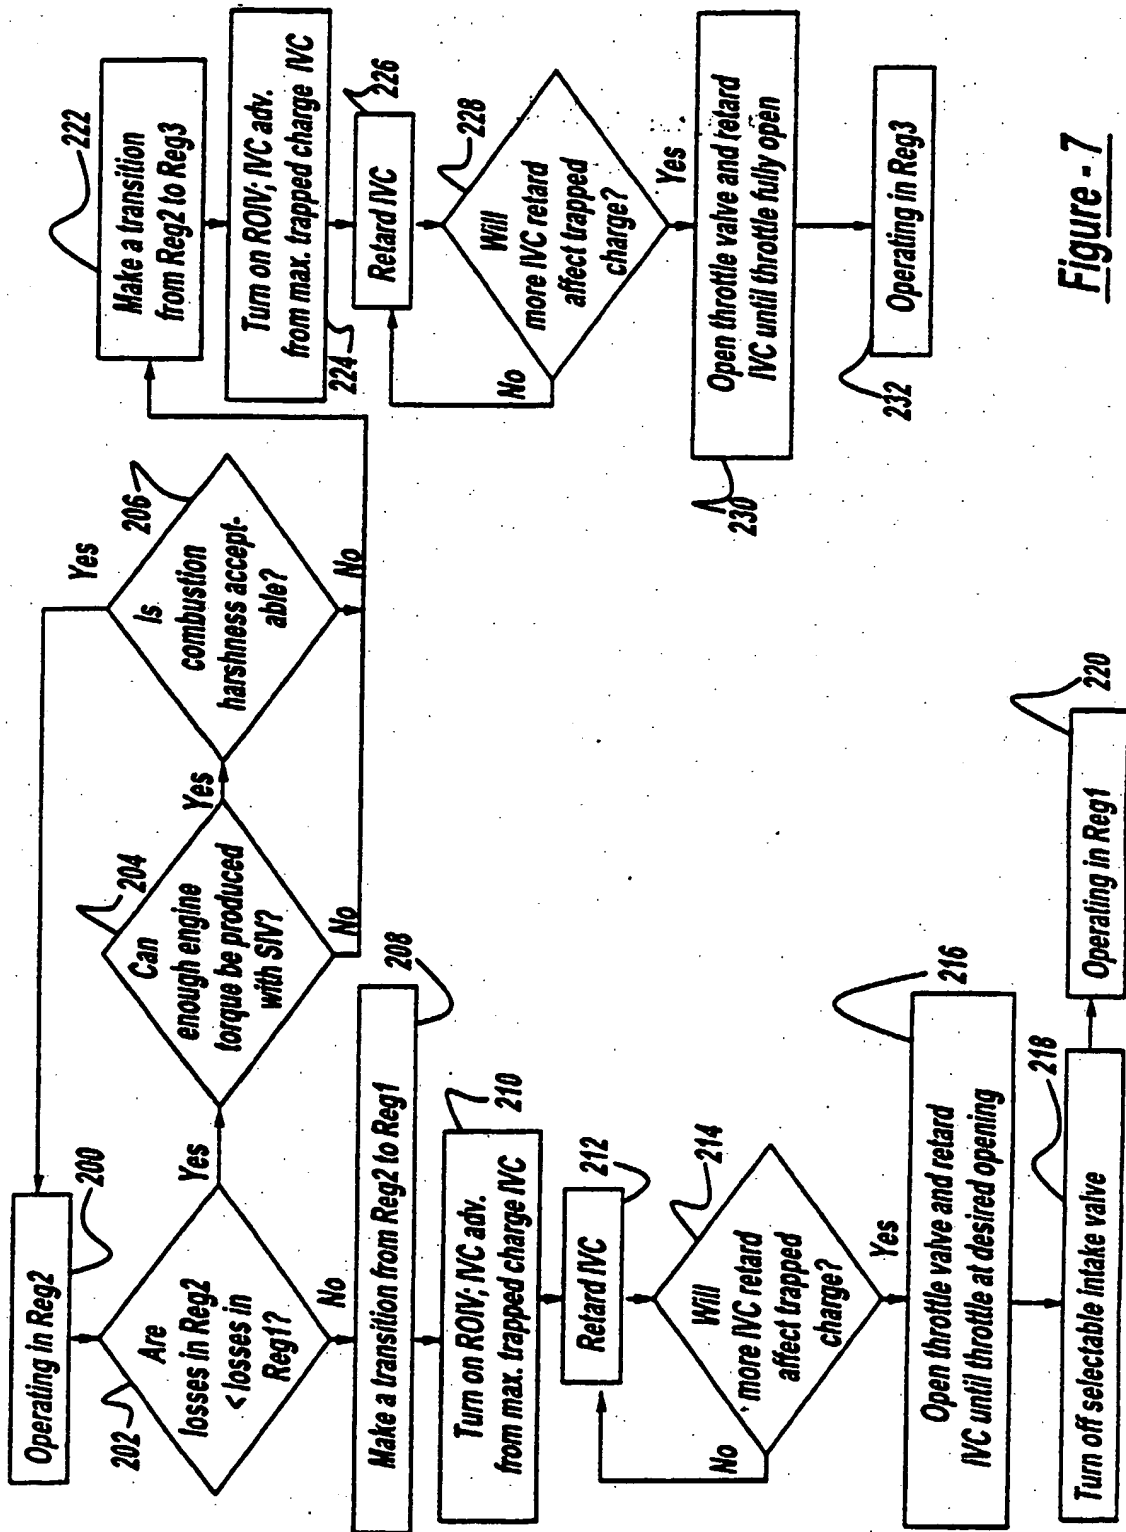 Operating in Reg2
200
Are
losses in Reg2
< losses in
Reg1?
202
Yes
No
Can
enough engine
torque be produced
with SIV?
204
Yes
No
Is
combustion
harshness accept-
able?
206
Yes
No
Make a transition from Reg2 to Reg1
208
Turn on ROIV; IVC adv.
from max. trapped charge IVC
210
Retard IVC
212
Will
more IVC retard
affect trapped
charge?
214
No
Yes
Open throttle valve and retard
IVC until throttle at desired opening
216
Turn off selectable intake valve
218
Operating in Reg1
220
Make a transition
from Reg2 to Reg3
222
Turn on ROIV; IVC adv.
from max. trapped charge IVC
224
Retard IVC
226
Will
more IVC retard
affect trapped
charge?
228
No
Yes
Open throttle valve and retard
IVC until throttle fully open
230
Operating in Reg3
232
Figure - 7